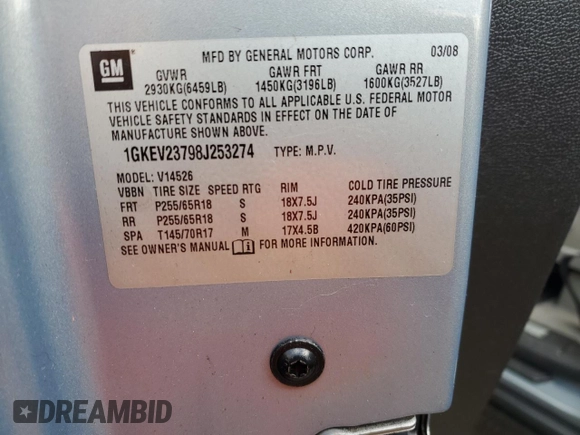 GM
MFD BY GENERAL MOTORS CORP. 03/08
GVWR GAWR FRT GAWR RR
2930KG(6459LB) 1450KG(3196LB) 1600KG(3527LB)
THIS VEHICLE CONFORMS TO ALL APPLICABLE U.S. FEDERAL MOTOR
VEHICLE SAFETY STANDARDS IN EFFECT ON THE DATE OF
MANUFACTURE SHOWN ABOVE.
1GKEV23798J253274 TYPE: M.P.V.
MODEL: V14526
VBBN TIRE SIZE SPEED RTG RIM COLD TIRE PRESSURE
FRT P255/65R18 S 18X7.5J 240KPA(35PSI)
RR P255/65R18 S 18X7.5J 240KPA(35PSI)
SPA T145/70R17 M 17X4.5B 420KPA(60PSI)
SEE OWNER'S MANUAL FOR MORE INFORMATION.
DREAMBID